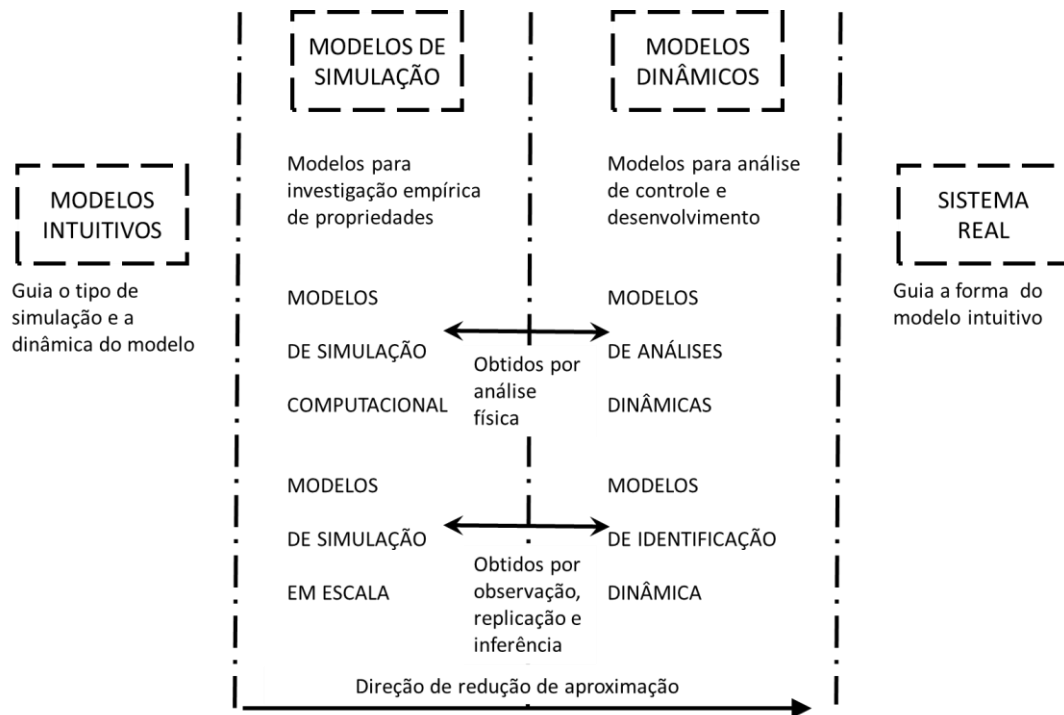 MODELOS DE
SIMULAÇÃO
MODELOS
DINÂMICOS
MODELOS
INTUITIVOS
Guia o tipo de
simulação e a
dinâmica do modelo
Modelos para
investigação empírica
de propriedades
Modelos para análise
de controle e
desenvolvimento
SISTEMA
REAL
Guia a forma do
modelo intuitivo
MODELOS
DE SIMULAÇÃO
COMPUTACIONAL
Obtidos por
análise
física
MODELOS
DE ANÁLISES
DINÂMICAS
MODELOS
DE SIMULAÇÃO
EM ESCALA
Obtidos por
observação,
replicação e
inferência
MODELOS
DE IDENTIFICAÇÃO
DINÂMICA
Direção de redução de aproximação